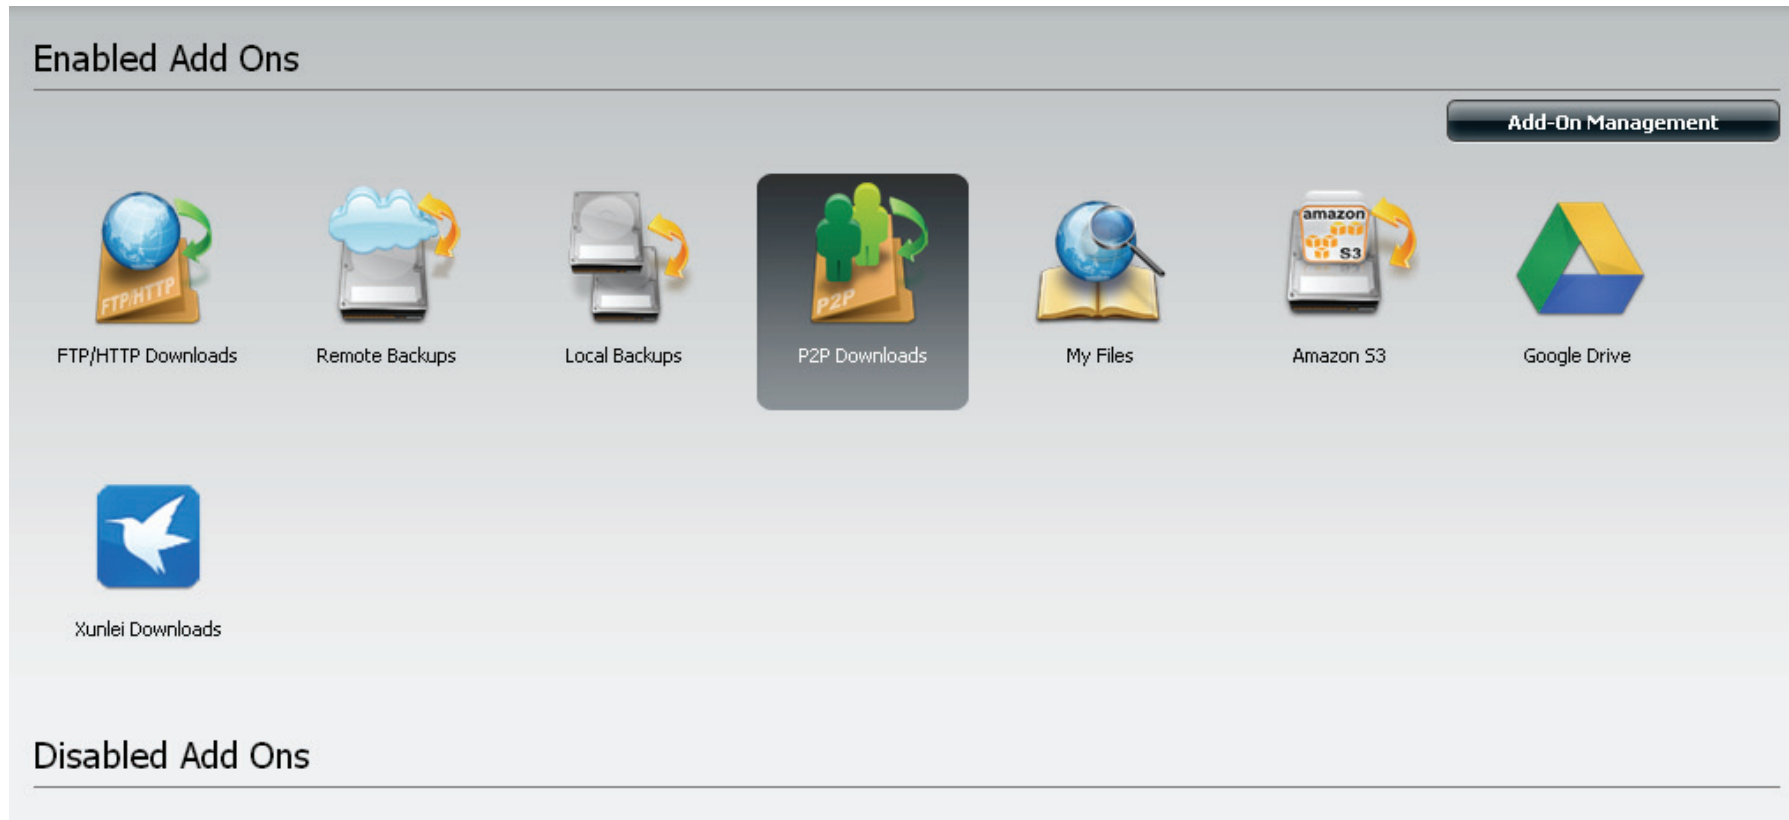 Enabled Add Ons
Add-On Management
FTP/HTTP
P2P
amazon
S3
FTP/HTTP Downloads
Remote Backups
Local Backups
P2P Downloads
My Files
Amazon S3
Google Drive
Xunlei Downloads
Disabled Add Ons